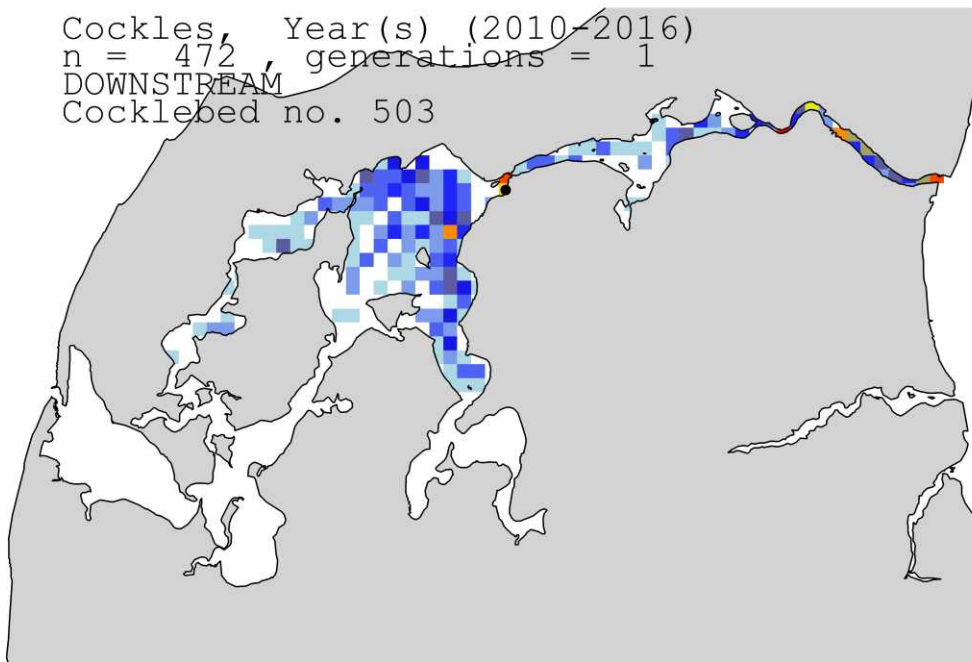 Cockles, Year(s) (2010-2016)
n = 472 , generations = 1
DOWNSTREAM
Cocklebed no. 503